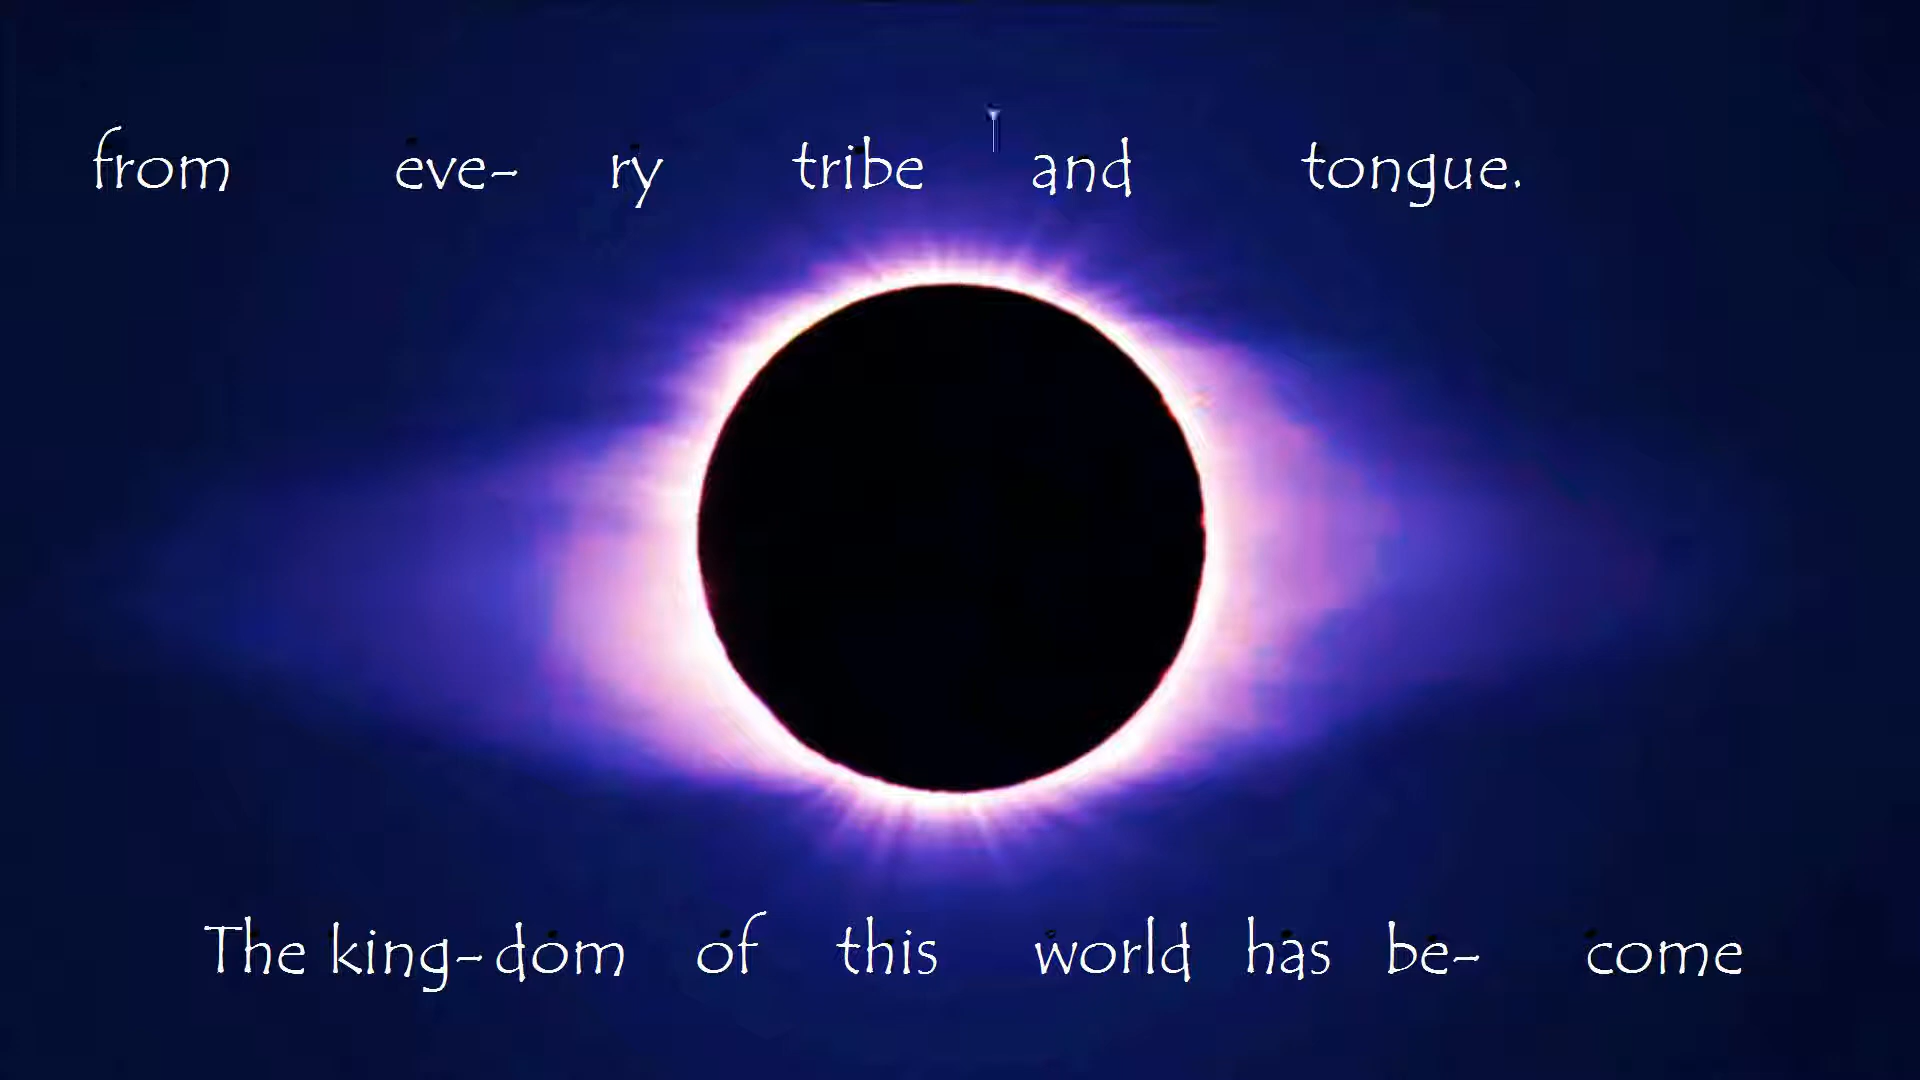 from eve- ry tribe and tongue.
The king-dom of this world has be- come